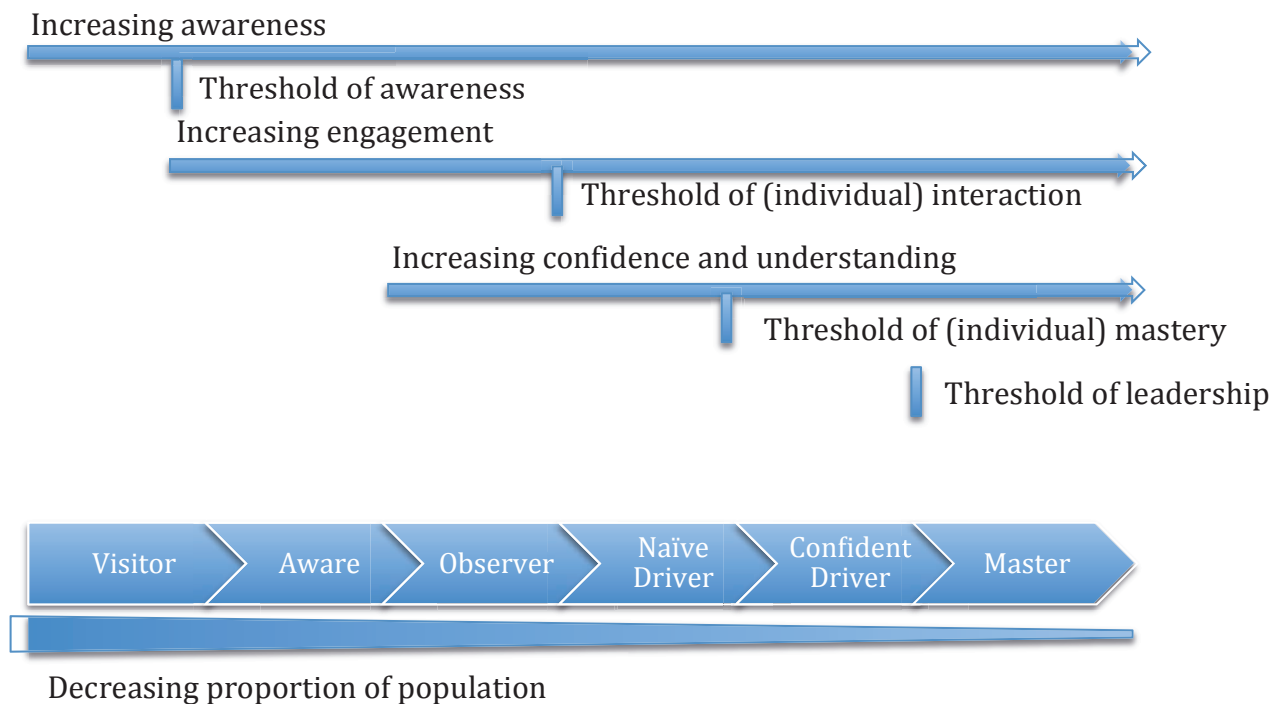 Increasing awareness
Threshold of awareness
Increasing engagement
Threshold of (individual) interaction
Increasing confidence and understanding
Threshold of (individual) mastery
Threshold of leadership
Visitor
Aware
Observer
Naïve
Driver
Confident
Driver
Master
Decreasing proportion of population